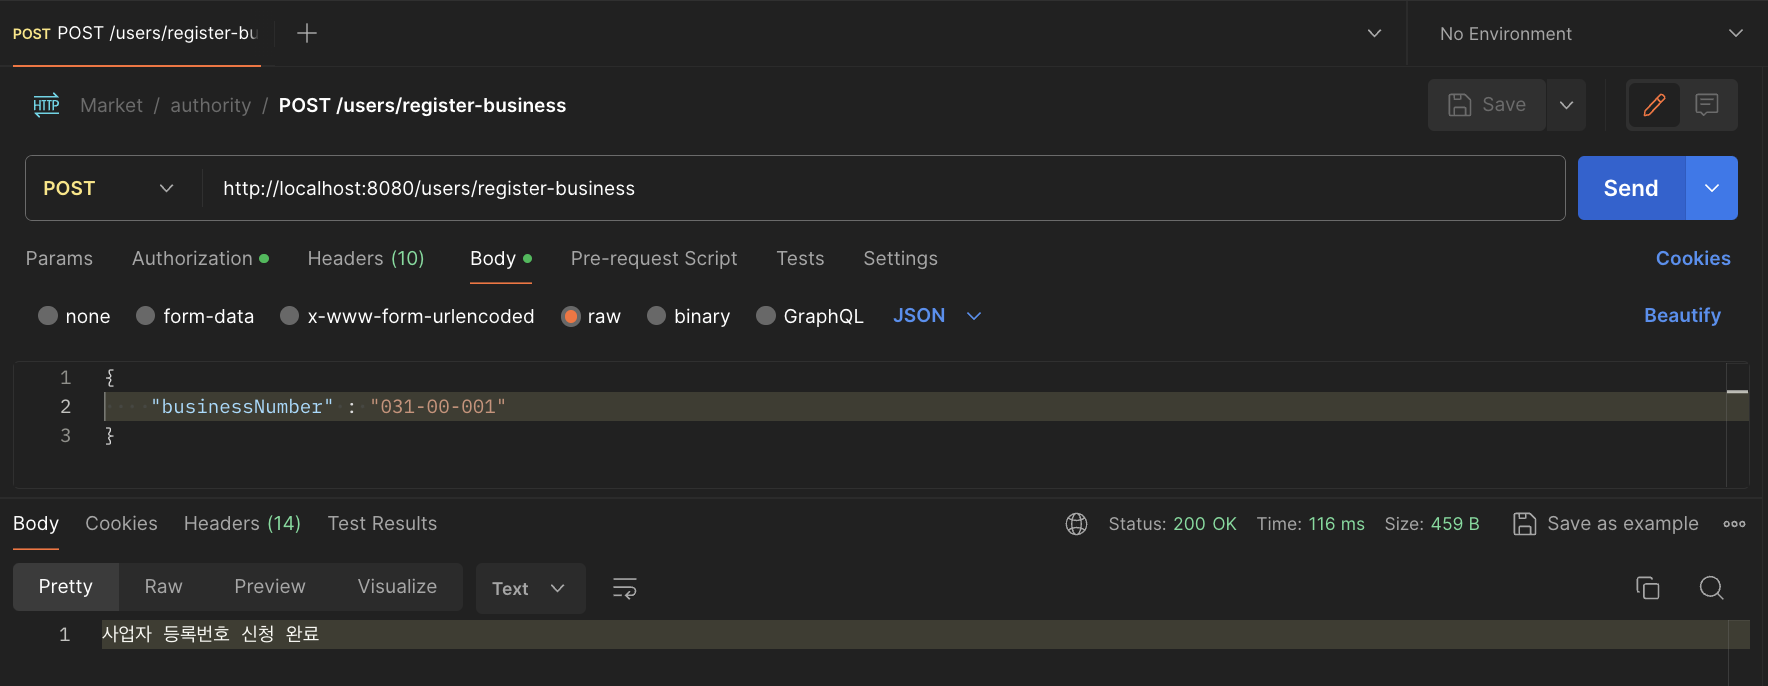 POST POST /users/register-bu
No Environment
HTTP Market / authority / POST /users/register-business
Save
POST http://localhost:8080/users/register-business
Send
Params Authorization Headers (10) Body Pre-request Script Tests Settings Cookies
none form-data x-www-form-urlencoded raw binary GraphQL JSON Beautify
1 {
2 "businessNumber" : "031-00-001"
3 }
Body Cookies Headers (14) Test Results Status: 200 OK Time: 116 ms Size: 459 B Save as example
Pretty Raw Preview Visualize Text
1 사업자 등록번호 신청 완료